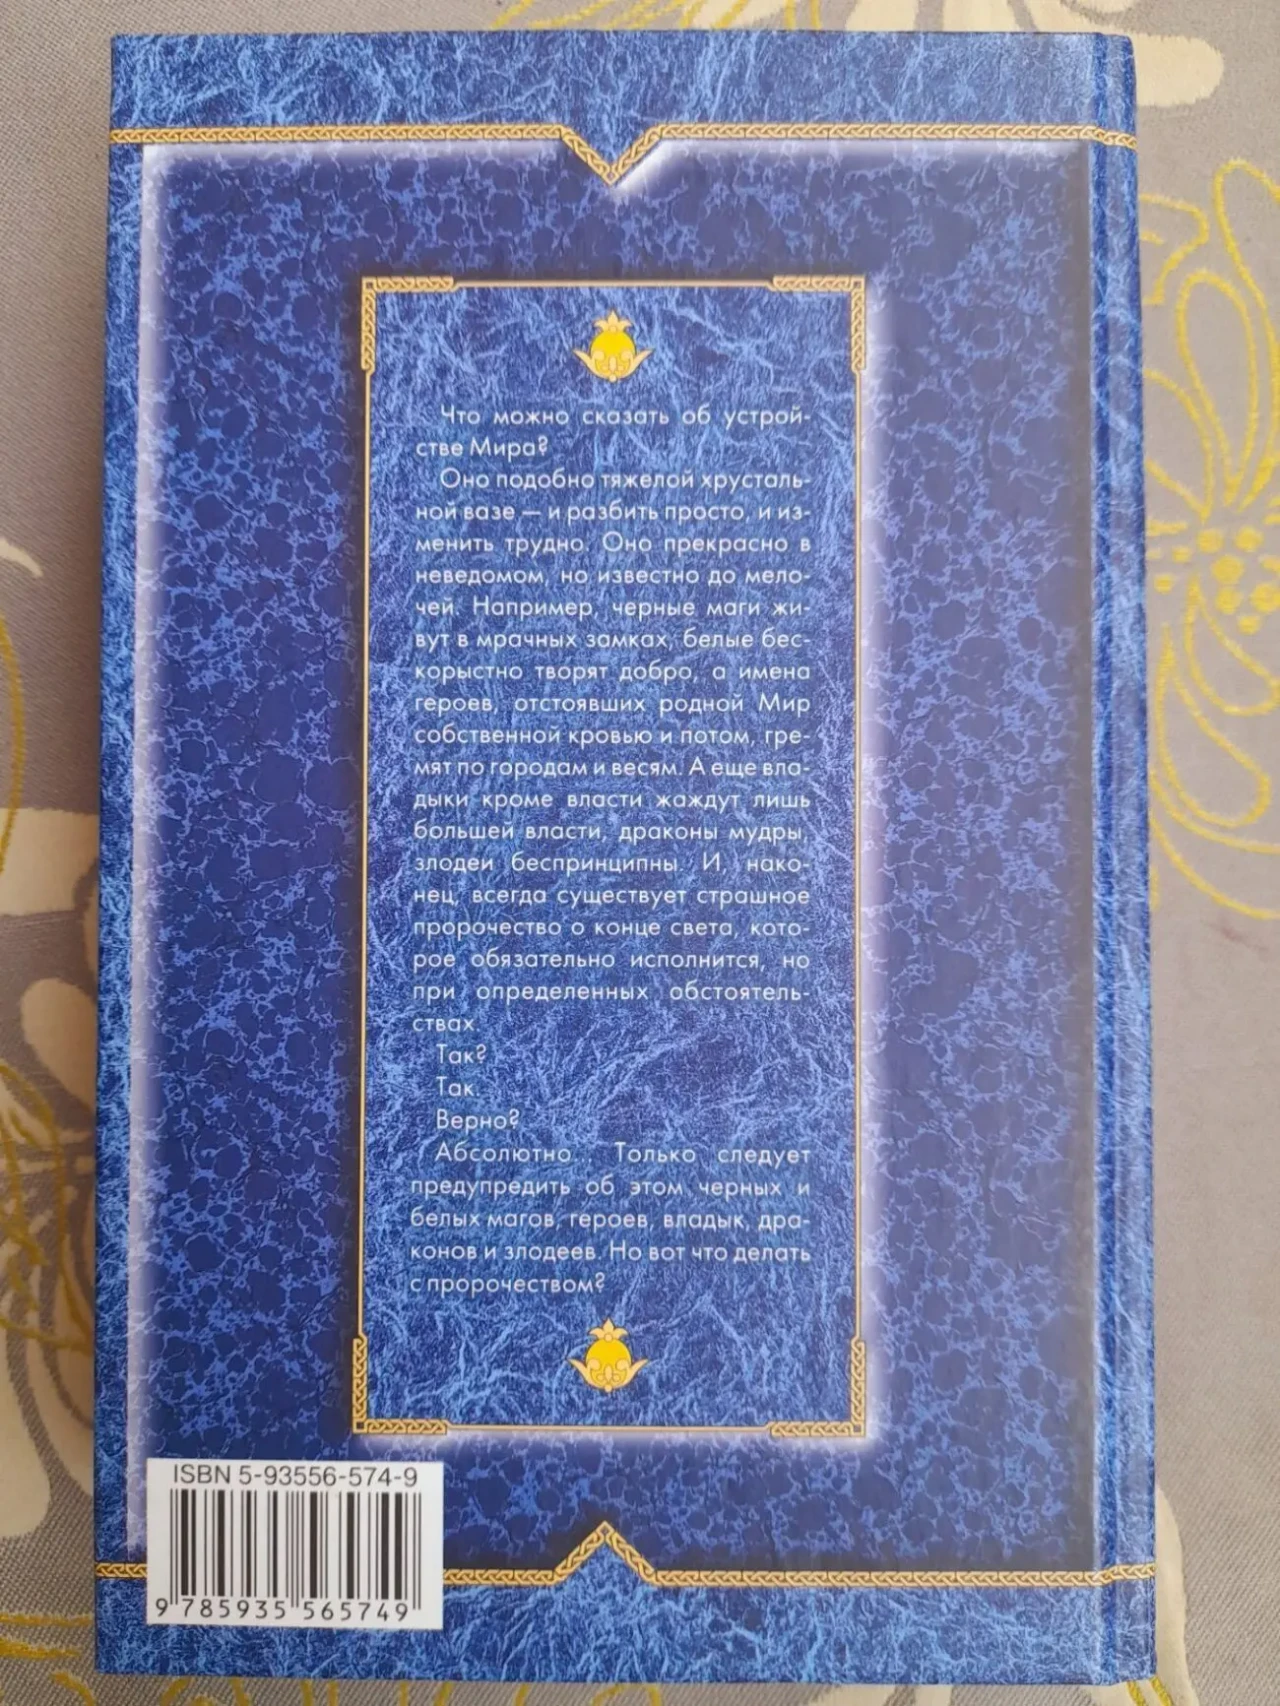 Что можно сказать об устрой-
стве Мира?
Оно подобно тяжелой хрусталь-
ной вазе — и разбить просто, и из-
менить трудно. Оно прекрасно в
неведомом, но известно до мело-
чей. Например, черные маги жи-
вут в мрачных замках, белые бес-
корыстно творят добро, а имена
героев, отстоявших родной Мир
собственной кровью и потом, гре-
мят по городам и весям. А еще вла-
дыки кроме власти жаждут лишь
большей власти, драконы мудры,
злодеи беспринципны. И, нако-
нец, всегда существует страшное
пророчество о конце света, кото-
рое обязательно исполнится, но
при определенных обстоятель-
ствах.
Так?
Так.
Верно?
Абсолютно... Только следует
предупредить об этом черных и
белых магов, героев, владык, дра-
конов и злодеев. Но вот что делать
с пророчеством?
ISBN 5-93556-574-9
9 785935 565749